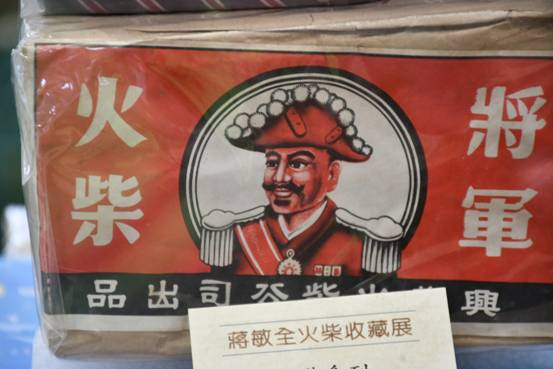 將軍
火柴
興 火柴公司出品
蔣敏全火柴收藏展